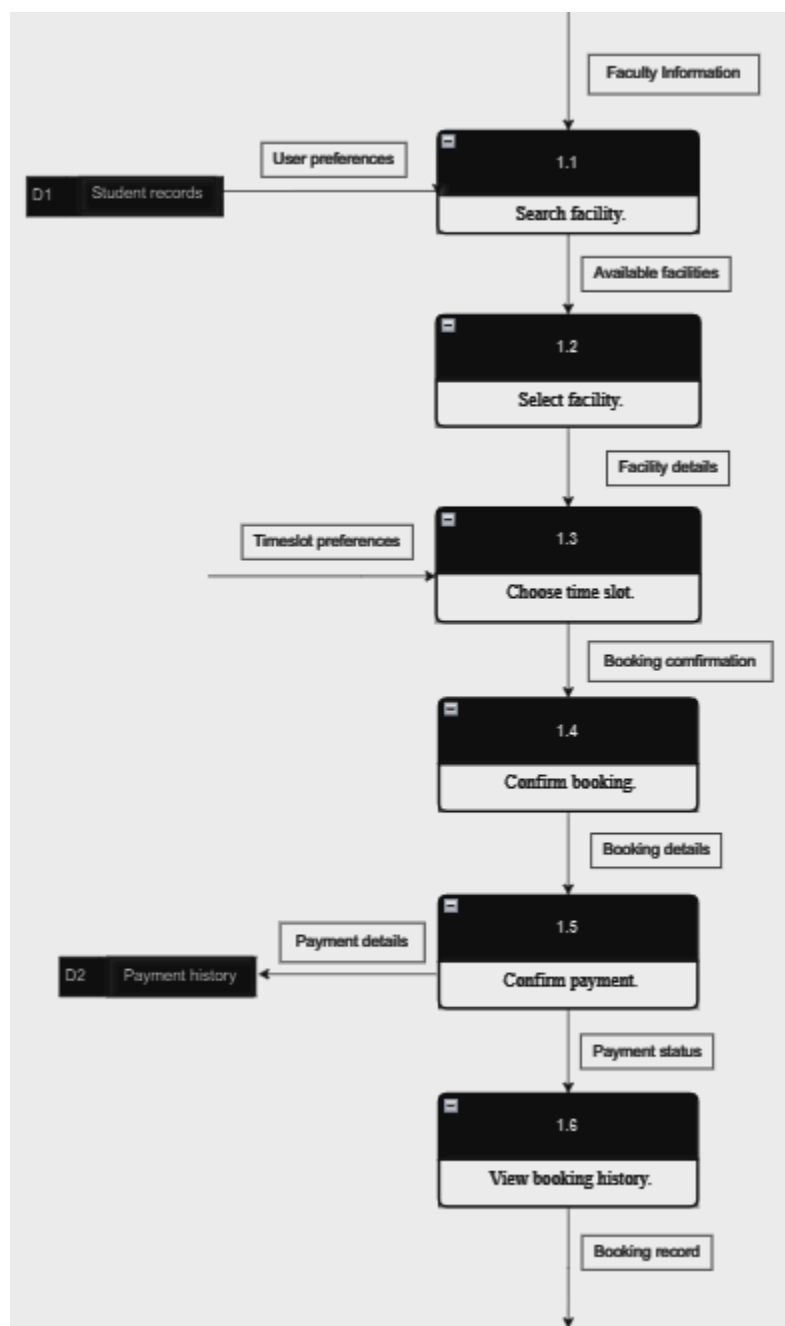 Faculty Information
User preferences
1.1
D1 Student records
Search facility.
Available facilities
1.2
Select facility.
Facility details
Timeslot preferences
1.3
Choose time slot.
Booking comfirmation
1.4
Confirm booking.
Booking details
Payment details
1.5
D2 Payment history
Confirm payment.
Payment status
1.6
View booking history.
Booking record